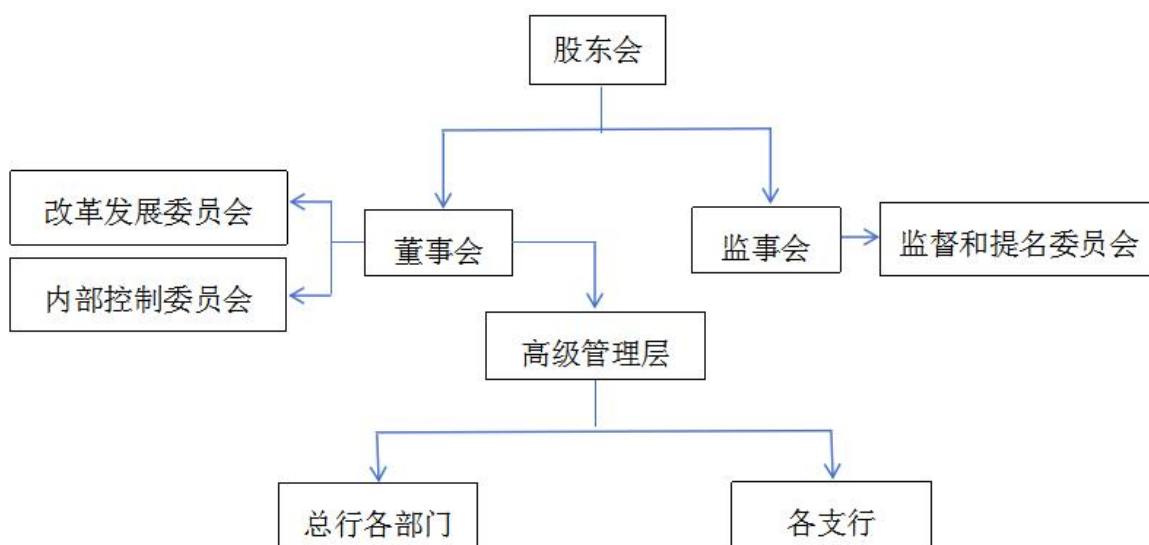 股东会
改革发展委员会
董事会
监事会
监督和提名委员会
内部控制委员会
高级管理层
总行各部门
各支行